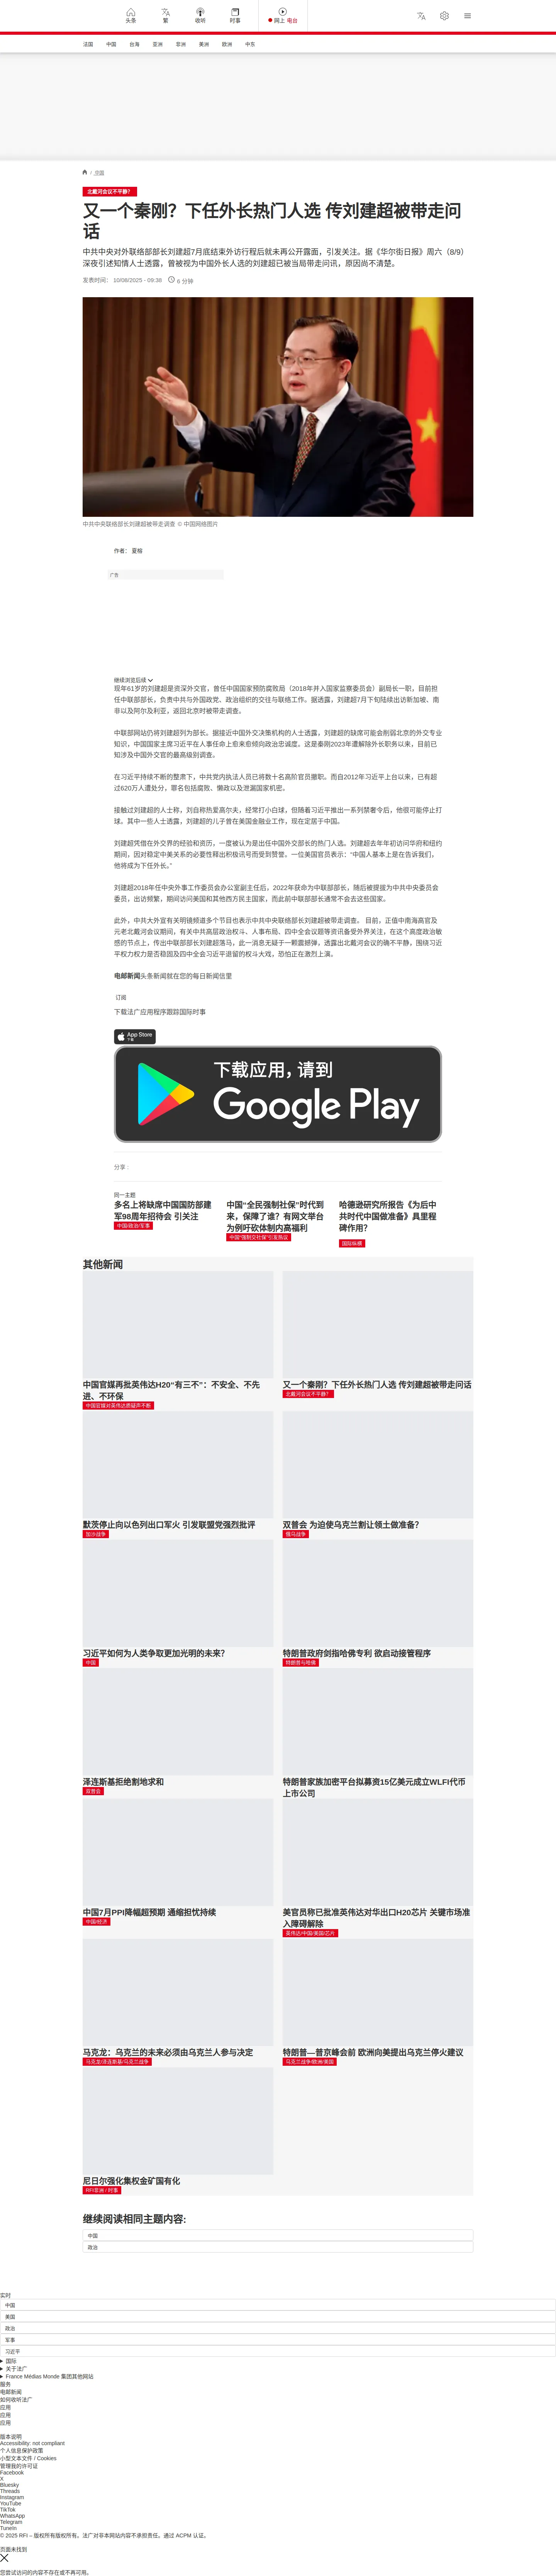 头条
繁
收听
时事
网上 电台
法国
中国
台海
亚洲
非洲
美洲
欧洲
中东
/ 中国
北戴河会议不平静?
又一个秦刚？下任外长热门人选 传刘建超被带走问
话
中共中央对外联络部部长刘建超7月底结束外访行程后就未再公开露面，引发关注。据《华尔街日报》周六（8/9）
深夜引述知情人士透露，曾被视为中国外长人选的刘建超已被当局带走问讯，原因尚不清楚。
发表时间： 10/08/2025 - 09:38
6 分钟
中共中央联络部长刘建超被带走调查 © 中国网络图片
作者： 夏榕
广告
继续浏览后续
现年61岁的刘建超是资深外交官，曾任中国国家预防腐败局（2018年并入国家监察委员会）副局长一职，目前担
任中联部部长，负责中共与外国政党、政治组织的交往与联络工作。据透露，刘建超7月下旬陆续出访新加坡、南
非以及阿尔及利亚，返回北京时被带走调查。
中联部网站仍将刘建超列为部长。据接近中国外交决策机构的人士透露，刘建超的缺席可能会削弱北京的外交专业
知识，中国国家主席习近平在人事任命上愈来愈倾向政治忠诚度。这是秦刚2023年遭解除外长职务以来，目前已
知涉及中国外交官的最高级别调查。
在习近平持续不断的整肃下，中共党内执法人员已将数十名高阶官员撤职。而自2012年习近平上台以来，已有超
过620万人遭处分，罪名包括腐败、懒政以及泄漏国家机密。
接触过刘建超的人士称，刘自称热爱高尔夫，经常打小白球，但随着习近平推出一系列禁奢令后，他很可能停止打
球。其中一些人士透露，刘建超的儿子曾在美国金融业工作，现在定居于中国。
刘建超凭借在外交界的经验和资历，一度被认为是出任中国外交部长的热门人选。刘建超去年年初访问华府和纽约
期间，因对稳定中美关系的必要性释出积极讯号而受到赞誉。一位美国官员表示：“中国人基本上是在告诉我们，
他将成为下任外长。”
刘建超2018年任中央外事工作委员会办公室副主任后，2022年获命为中联部部长，随后被提拔为中共中央委员会
委员，出访频繁，期间访问美国和其他西方民主国家，而此前中联部部长通常不会去这些国家。
此外，中共大外宣有关明镜频道多个节目也表示中共中央联络部长刘建超被带走调查。 目前，正值中南海高官及
元老北戴河会议期间，有关中共高层政治权斗、人事布局、四中全会议题等资讯备受外界关注，在这个高度政治敏
感的节点上，传出中联部部长刘建超落马，此一消息无疑于一颗震撼弹，透露出北戴河会议的确不平静，围绕习近
平权力权力是否稳固及四中全会习近平退留的权斗大戏，恐怕正在激烈上演。
电邮新闻头条新闻就在您的每日新闻信里
订阅
下载法广应用程序跟踪国际时事
App Store
下载
下载应用，请到
Google Play
分享 :
同一主题
多名上将缺席中国国防部建
军98周年招待会 引关注
中国/政治/军事
中国“全民强制社保”时代到
来，保障了谁？有网文举台
为例吁砍体制内高福利
中国“强制交社保”引发热议
哈德逊研究所报告《为后中
共时代中国做准备》具里程
碑作用?
国际纵横
其他新闻
中国官媒再批英伟达H20“有三不”：不安全、不先
进、不环保
中国官媒对英伟达质疑声不断
又一个秦刚？下任外长热门人选 传刘建超被带走问话
北戴河会议不平静?
默茨停止向以色列出口军火 引发联盟党强烈批评
加沙战争
双普会 为迫使乌克兰割让领土做准备?
俄乌战争
习近平如何为人类争取更加光明的未来?
中国
特朗普政府剑指哈佛专利 欲启动接管程序
特朗普与哈佛
泽连斯基拒绝割地求和
双普会
特朗普家族加密平台拟募资15亿美元成立WLFI代币
上市公司
中国7月PPI降幅超预期 通缩担忧持续
中国/经济
美官员称已批准英伟达对华出口H20芯片 关键市场准
入障碍解除
英伟达/中国/美国/芯片
马克龙：乌克兰的未来必须由乌克兰人参与决定
马克龙/泽连斯基/乌克兰战争
特朗普—普京峰会前 欧洲向美提出乌克兰停火建议
乌克兰战争/欧洲/美国
尼日尔强化集权金矿国有化
RFI非洲 / 时事
继续阅读相同主题内容:
中国
政治
实时
中国
美国
政治
军事
习近平
国际
关于法广
France Médias Monde 集团其他网站
服务
电邮新闻
如何收听法广
应用
应用
应用
版本说明
Accessibility: not compliant
个人信息保护政策
小型文本文件 / Cookies
管理我的许可证
Facebook
X
Bluesky
Threads
Instagram
YouTube
TikTok
WhatsApp
Telegram
TuneIn
© 2025 RFI – 版权所有版权所有。法广对非本网站内容不承担责任。通过 ACPM 认证。
页面未找到
您尝试访问的内容不存在或不再可用。